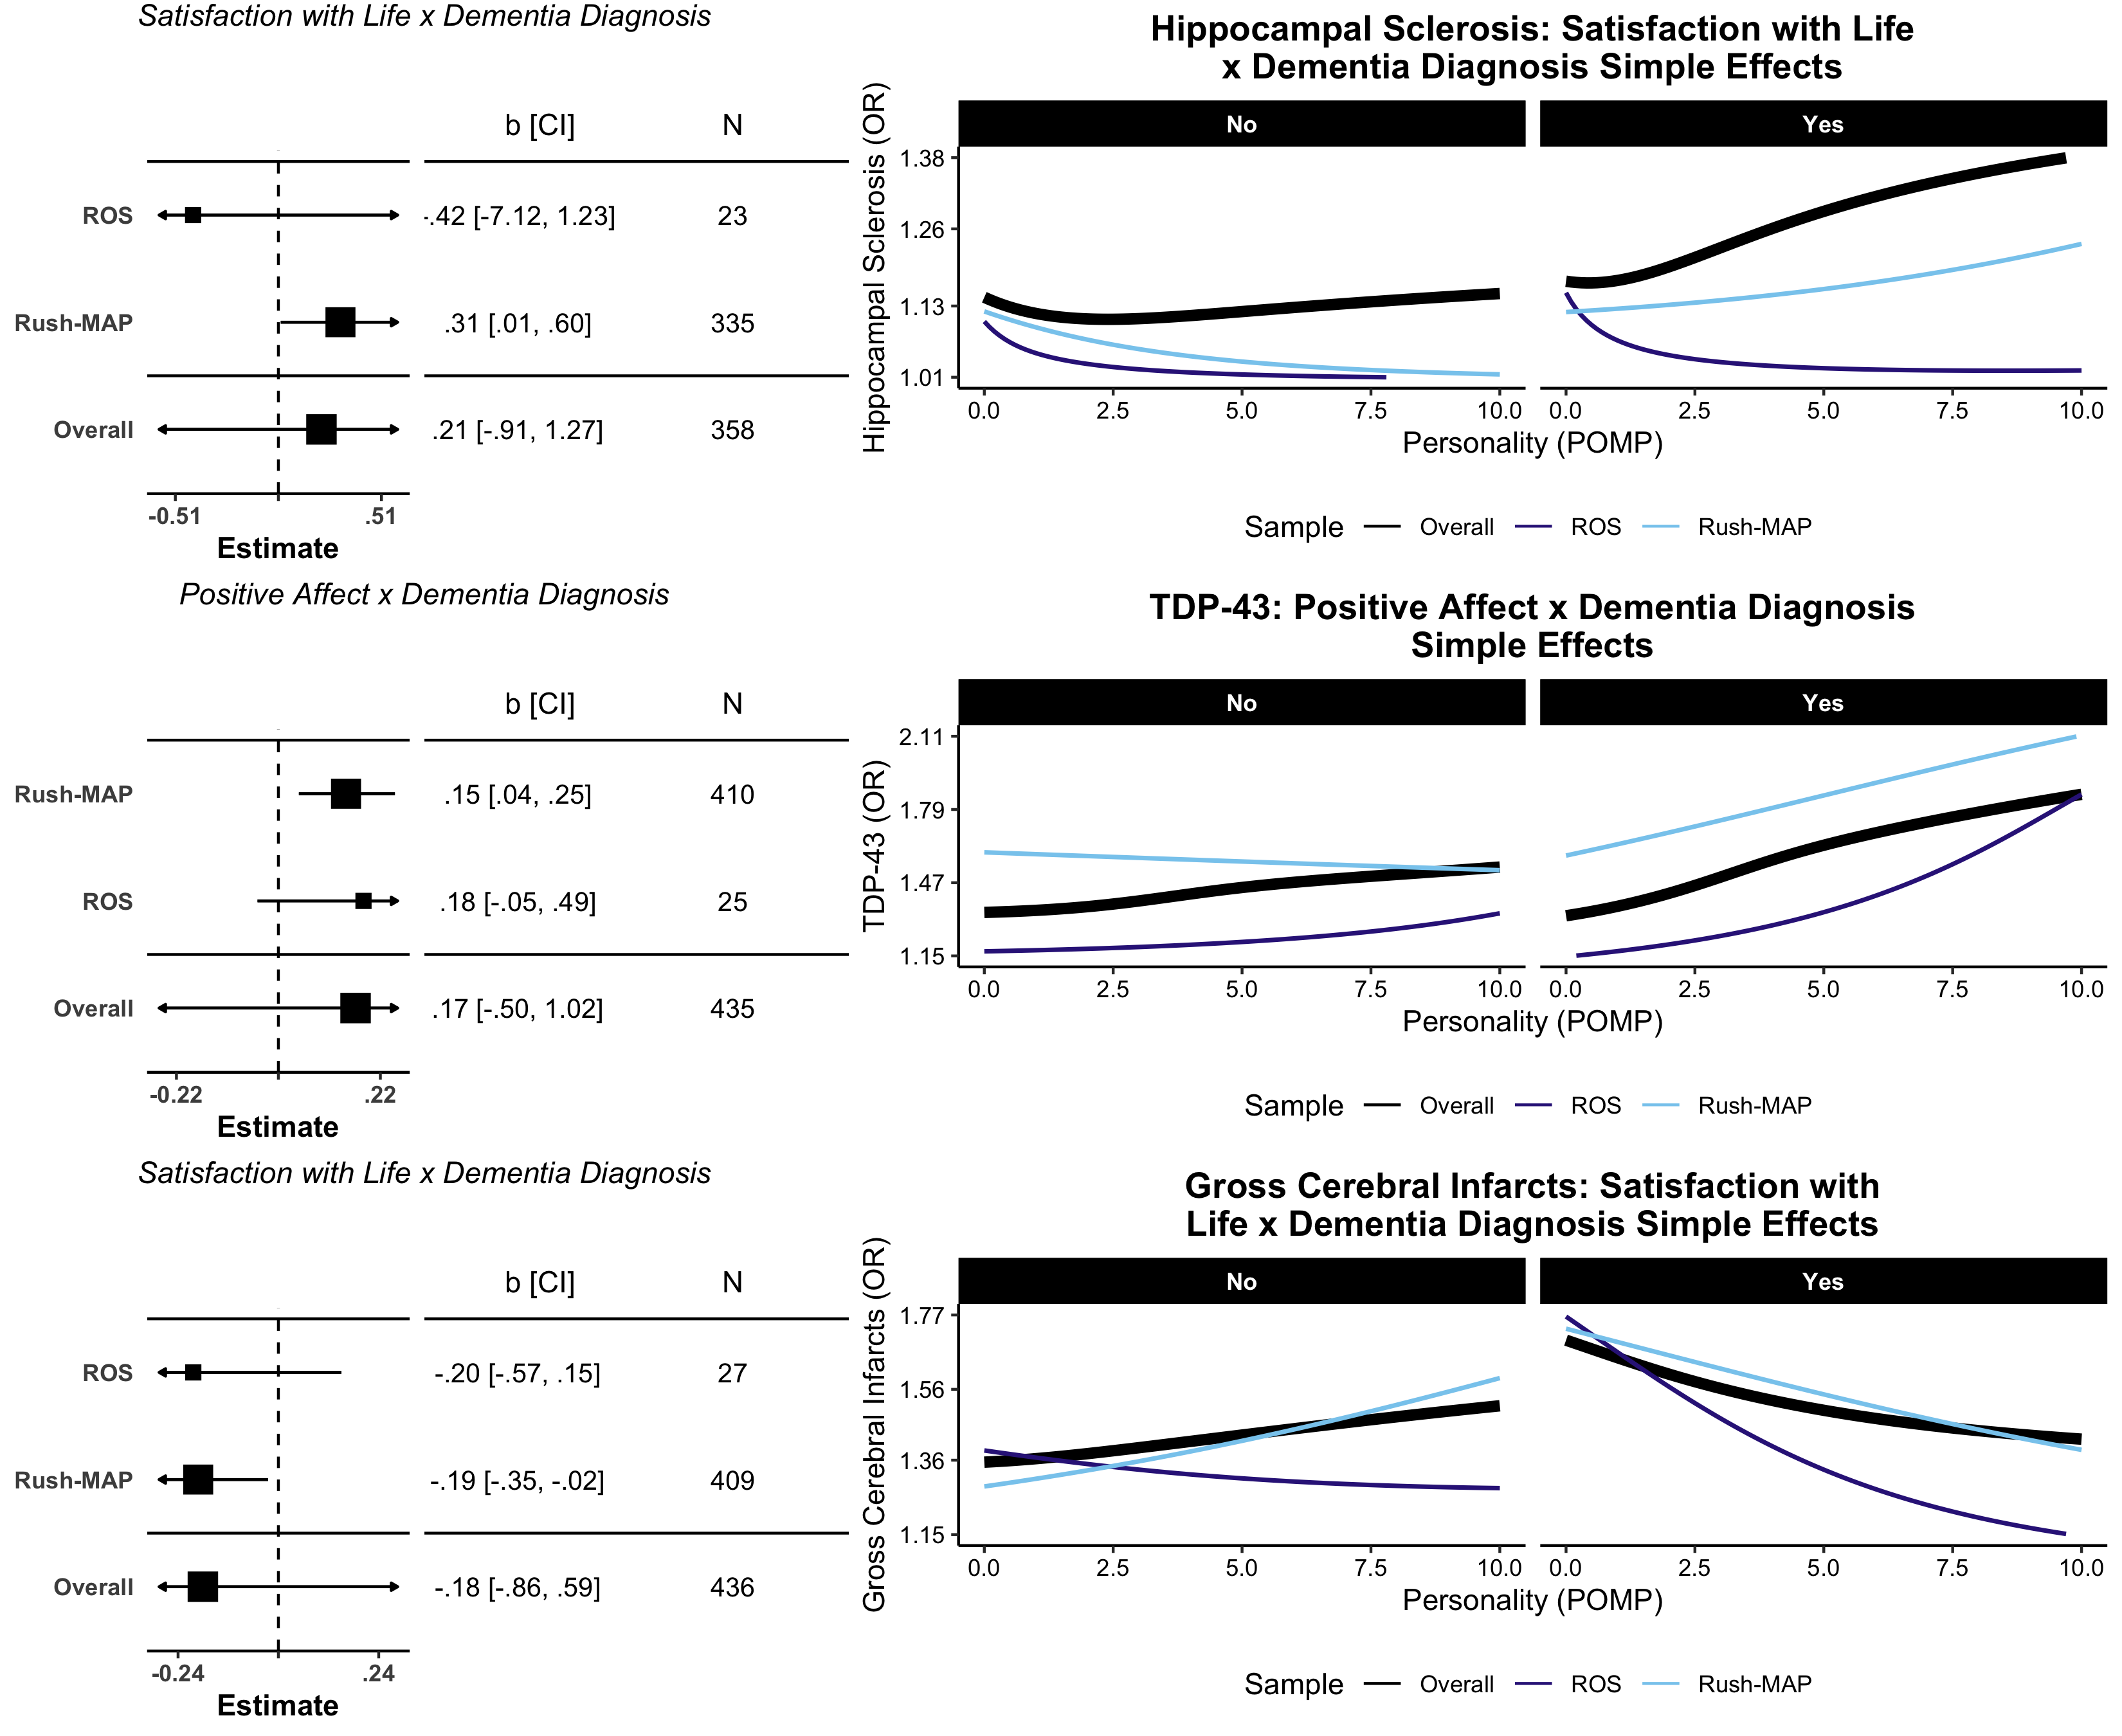 Satisfaction with Life x Dementia Diagnosis
b [CI] N
ROS -.42 [-7.12, 1.23] 23
Rush-MAP .31 [.01, .60] 335
Overall .21 [-.91, 1.27] 358
-0.51 .51
Estimate
Hippocampal Sclerosis: Satisfaction with Life
x Dementia Diagnosis Simple Effects
No Yes
Hippocampal Sclerosis (OR)
1.38
1.26
1.13
1.01
0.0 2.5 5.0 7.5 10.0 0.0 2.5 5.0 7.5 10.0
Personality (POMP)
Sample Overall ROS Rush-MAP
Positive Affect x Dementia Diagnosis
b [CI] N
Rush-MAP .15 [.04, .25] 410
ROS .18 [-.05, .49] 25
Overall .17 [-.50, 1.02] 435
-0.22 .22
Estimate
TDP-43: Positive Affect x Dementia Diagnosis
Simple Effects
No Yes
TDP-43 (OR)
2.11
1.79
1.47
1.15
0.0 2.5 5.0 7.5 10.0 0.0 2.5 5.0 7.5 10.0
Personality (POMP)
Sample Overall ROS Rush-MAP
Satisfaction with Life x Dementia Diagnosis
b [CI] N
ROS -.20 [-.57, .15] 27
Rush-MAP -.19 [-.35, -.02] 409
Overall -.18 [-.86, .59] 436
-0.24 .24
Estimate
Gross Cerebral Infarcts: Satisfaction with
Life x Dementia Diagnosis Simple Effects
No Yes
Gross Cerebral Infarcts (OR)
1.77
1.56
1.36
1.15
0.0 2.5 5.0 7.5 10.0 0.0 2.5 5.0 7.5 10.0
Personality (POMP)
Sample Overall ROS Rush-MAP